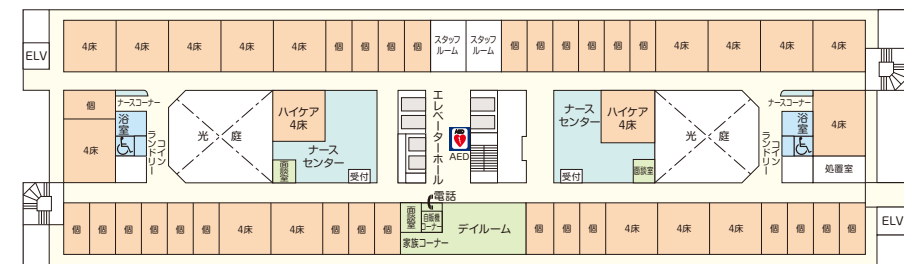 4床 4床 4床 4床 4床 個 個 個 個 スタッフ
ルーム スタッフ
ルーム 個 個 個 個 個 個 4床 4床 4床 4床
ELV
個
ナースコーナー
浴室
4床
コイン
ランドリー
光庭
ハイケア
4床
ナース
センター
面談室
受付
エレベーターホール
AED
AED
ナース
センター
ハイケア
4床
受付
面談室
光庭
コイン
ランドリー
ナースコーナー
浴室
4床
処置室
電話
個 個 個 個 個 個 4床 4床 4床 個 個 個
面談室
自販機
コーナー
家族コーナー
デイルーム
個 個 個 4床 4床 4床 個 個 個 個
ELV